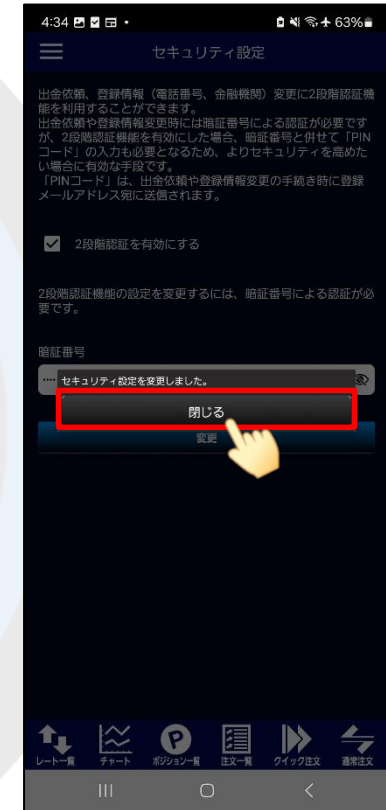 4:34 63%
セキュリティ設定
出金依頼、登録情報（電話番号、金融機関）変更に2段階認証機
能を利用することができます。
出金依頼や登録情報変更時には暗証番号による認証が必要です
が、2段階認証機能を有効にした場合、暗証番号と併せて「PIN
コード」の入力も必要となるため、よりセキュリティを高めた
い場合に有効な手段です。
「PINコード」は、出金依頼や登録情報変更の手続き時に登録
メールアドレス宛に送信されます。
2段階認証を有効にする
2段階認証機能の設定を変更するには、暗証番号による認証が必
要です。
暗証番号
セキュリティ設定を変更しました。
閉じる
変更
P
レート一覧 チャート ポジション一覧 注文一覧 クイック注文 通常注文